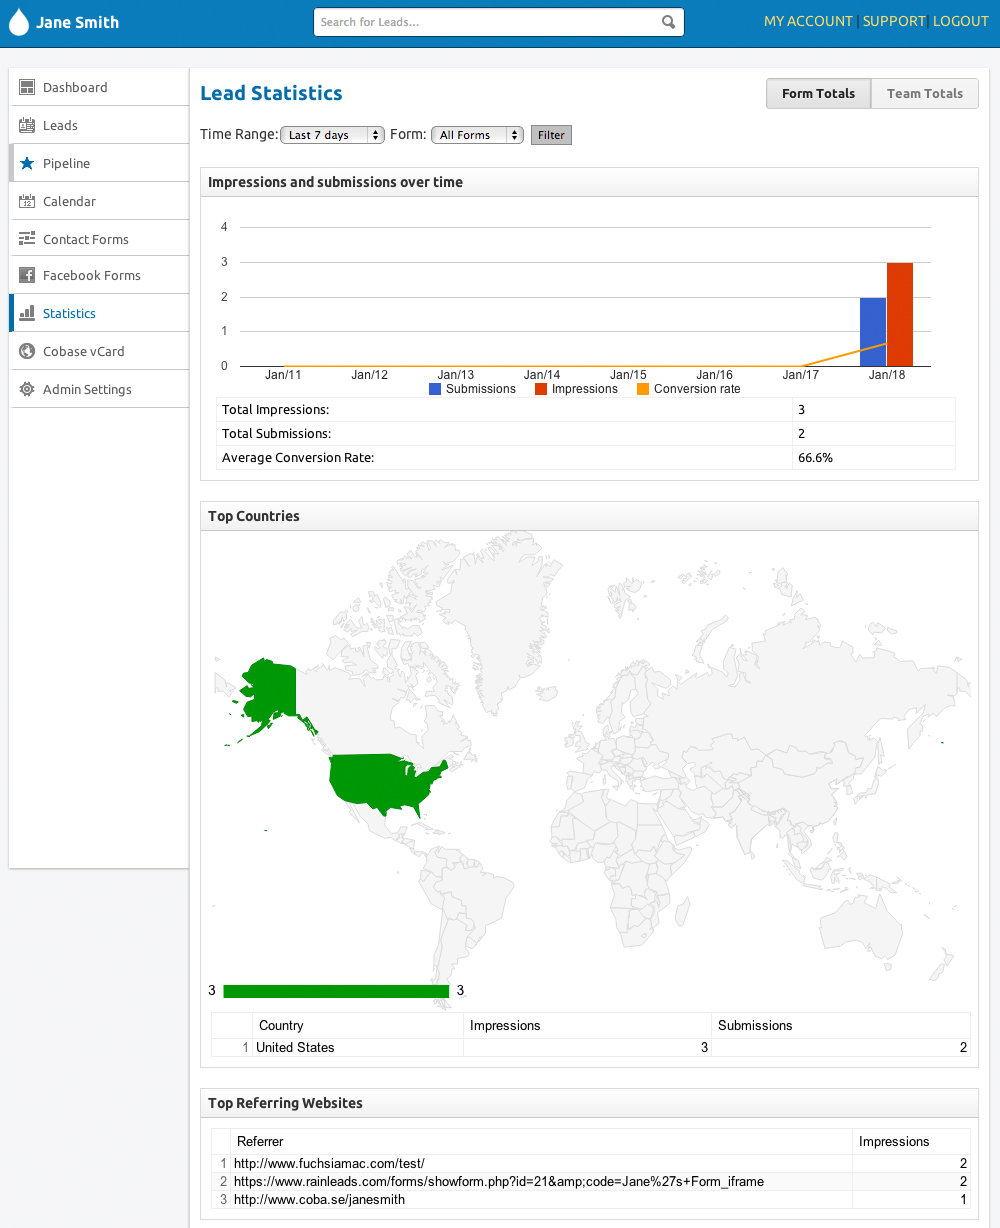 Jane Smith
Search for Leads...
MY ACCOUNT | SUPPORT | LOGOUT
Dashboard
Leads
Pipeline
Calendar
Contact Forms
Facebook Forms
Statistics
Cobase vCard
Admin Settings
Lead Statistics
Form Totals Team Totals
Time Range: Last 7 days Form: All Forms Filter
Impressions and submissions over time
4
3
2
1
0
Jan/11 Jan/12 Jan/13 Jan/14 Jan/15 Jan/16 Jan/17 Jan/18
Submissions Impressions Conversion rate
Total Impressions: 3
Total Submissions: 2
Average Conversion Rate: 66.6%
Top Countries
3 3
Country Impressions Submissions
1 United States 3 2
Top Referring Websites
Referrer Impressions
1 http://www.fuchsiamac.com/test/ 2
2 https://www.rainleads.com/forms/showform.php?id=21&amp;code=Jane%27s+Form_iframe 2
3 http://www.coba.se/janesmith 1